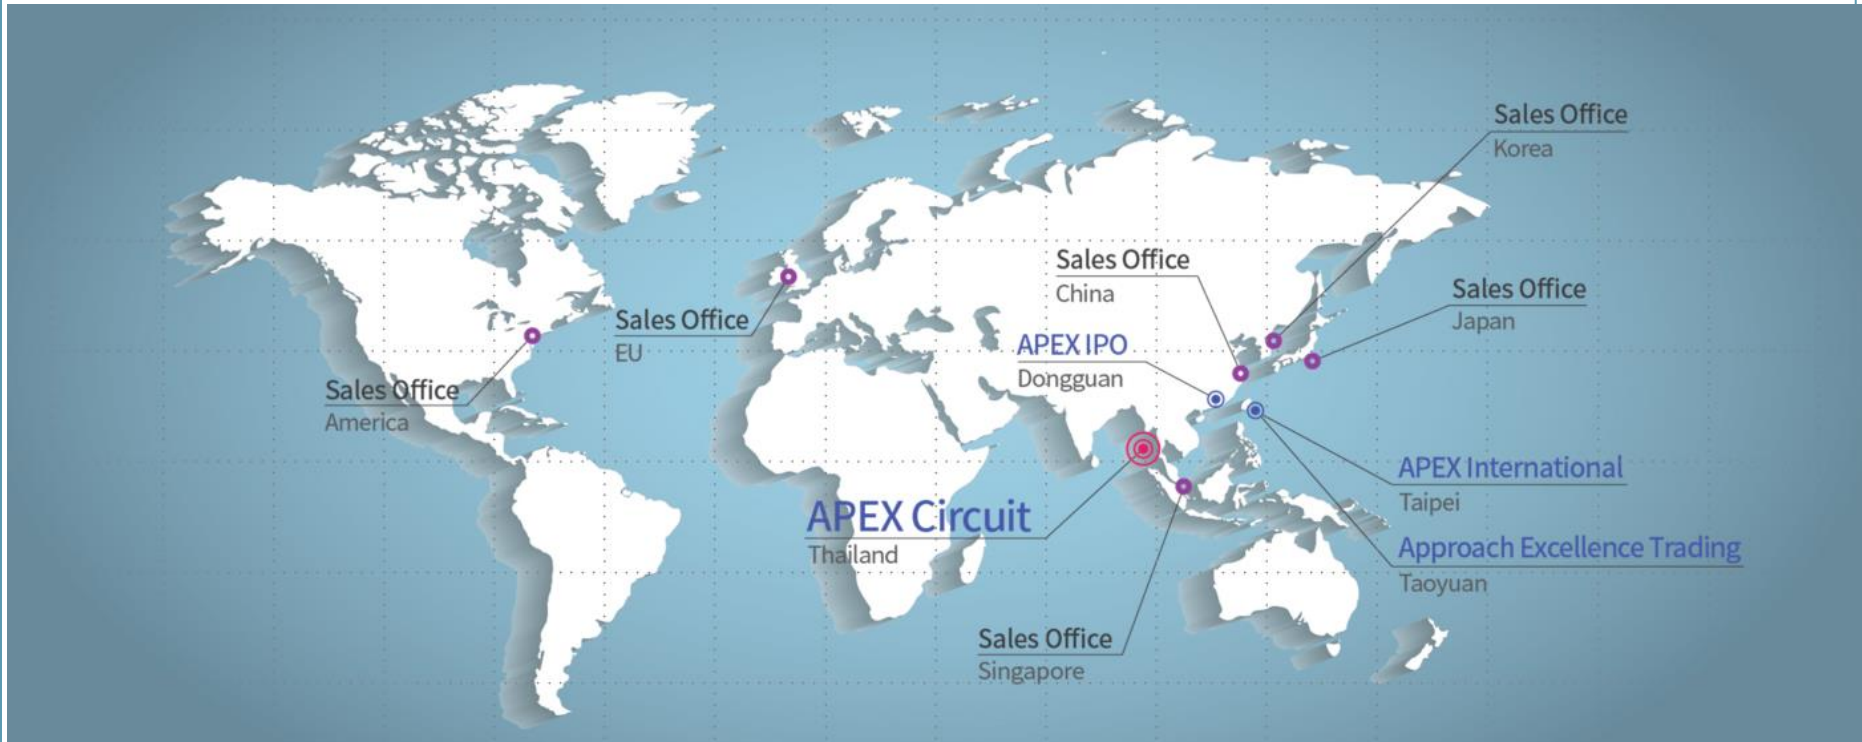 Sales Office
Korea
Sales Office
China
Sales Office
Japan
Sales Office
EU
APEX IPO
Dongguan
Sales Office
America
APEX International
Taipei
APEX Circuit
Thailand
Approach Excellence Trading
Taoyuan
Sales Office
Singapore